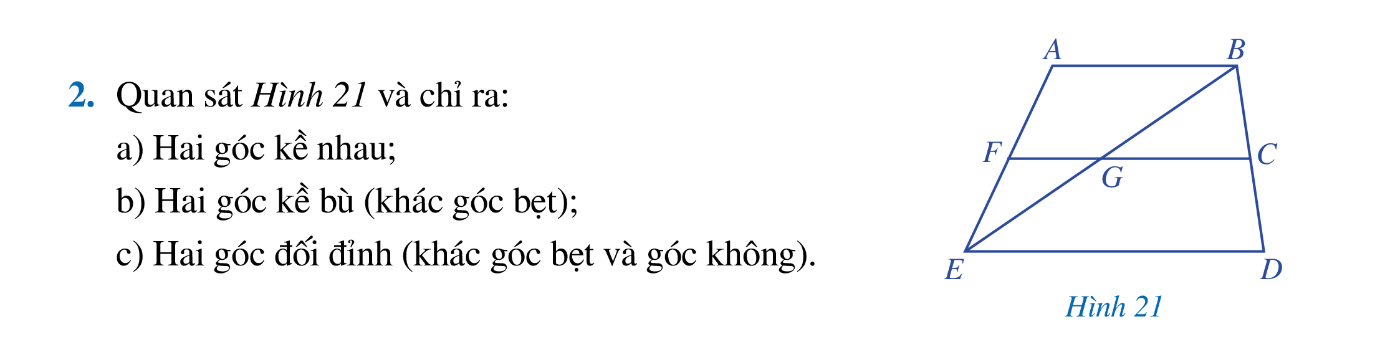 2. Quan sát Hình 21 và chỉ ra:
a) Hai góc kề nhau;
b) Hai góc kề bù (khác góc bẹt);
c) Hai góc đối đỉnh (khác góc bẹt và góc không).
A B
F C
G
E D
Hình 21